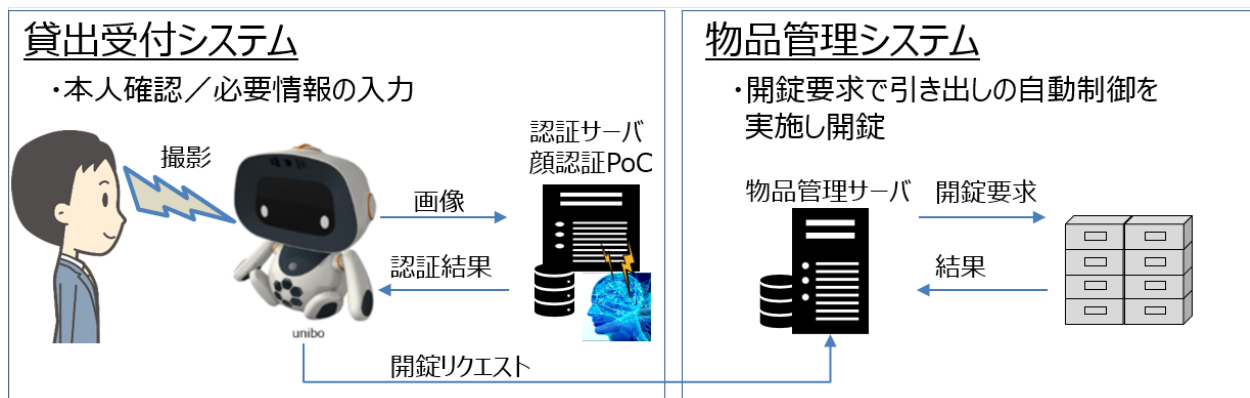 貸出受付システム
・本人確認／必要情報の入力
撮影
画像
認証結果
認証サーバ
顔認証PoC
unibo
開錠リクエスト
物品管理システム
・開錠要求で引き出しの自動制御を
実施し開錠
物品管理サーバ
開錠要求
結果